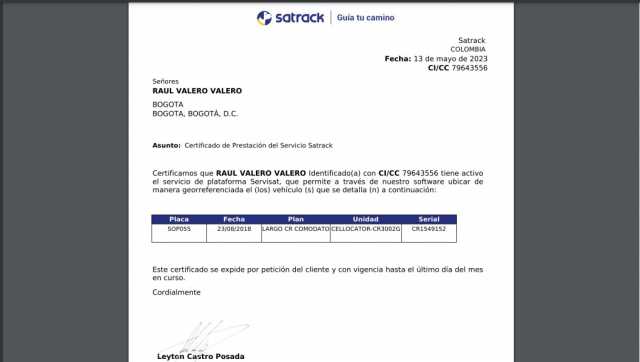 satrack Guía tu camino
Satrack
COLOMBIA
Fecha: 13 de mayo de 2023
CI/CC 79643556
Señores
RAUL VALERO VALERO
BOGOTA
BOGOTA, BOGOTÁ, D.C.
Asunto: Certificado de Prestación del Servicio Satrack
Certificamos que RAUL VALERO VALERO Identificado(a) con CI/CC 79643556 tiene activo
el servicio de plataforma Servisat, que permite a través de nuestro software ubicar de
manera georreferenciada el (los) vehículo (s) que se detalla (n) a continuación:
Placa Fecha Plan Unidad Serial
SOP055 23/08/2018 LARGO CR COMODATO CELLOCATOR-CR3002G CR1549152
Este certificado se expide por petición del cliente y con vigencia hasta el último día del mes
en curso.
Cordialmente
Leyton Castro Posada